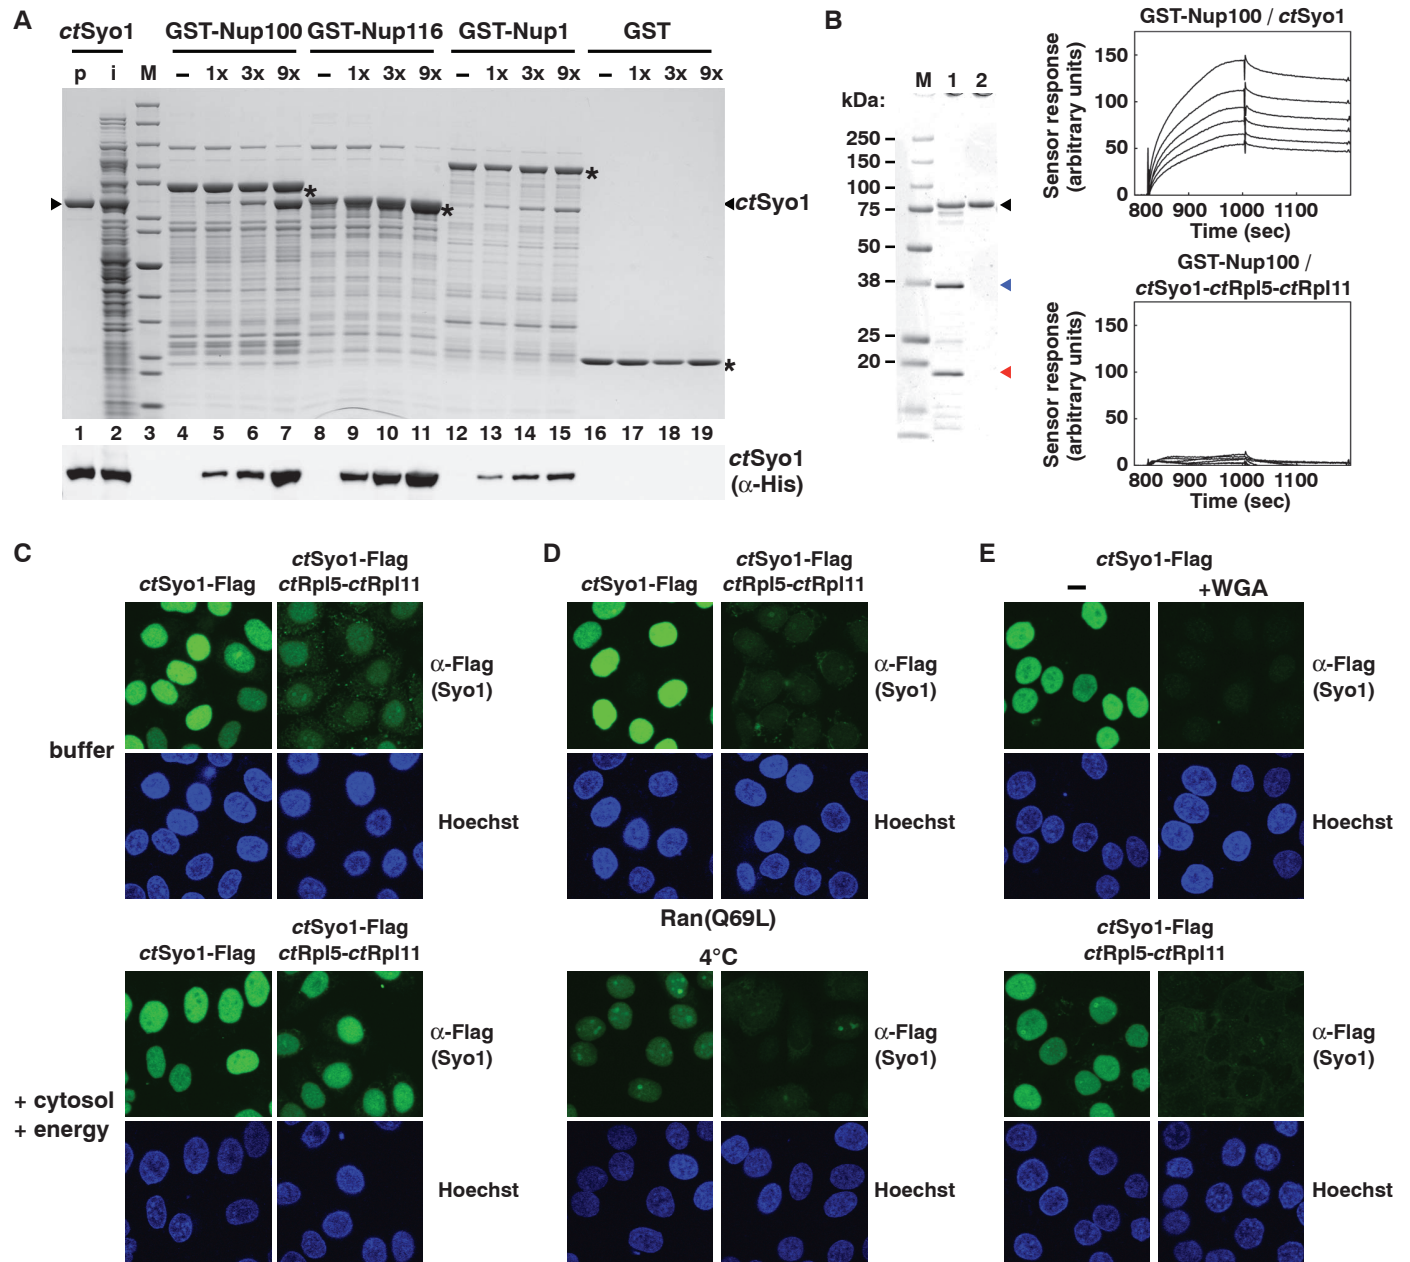 A
ctSyo1 GST-Nup100 GST-Nup116 GST-Nup1 GST
p i M – 1x 3x 9x – 1x 3x 9x – 1x 3x 9x – 1x 3x 9x
*
*
*
*
ctSyo1
1 2 3 4 5 6 7 8 9 10 11 12 13 14 15 16 17 18 19
ctSyo1
(α-His)
B
M 1 2
kDa:
250
150
100
75
50
38
25
20
GST-Nup100 / ctSyo1
Sensor response
(arbitrary units)
150
100
50
0
800 900 1000 1100
Time (sec)
GST-Nup100 /
ctSyo1-ctRpl5-ctRpl11
Sensor response
(arbitrary units)
150
100
50
0
800 900 1000 1100
Time (sec)
C
ctSyo1-Flag
ctSyo1-Flag
ctRpl5-ctRpl11
α-Flag
(Syo1)
buffer
Hoechst
ctSyo1-Flag
ctSyo1-Flag
ctRpl5-ctRpl11
α-Flag
(Syo1)
+ cytosol
+ energy
Hoechst
D
ctSyo1-Flag
ctSyo1-Flag
ctRpl5-ctRpl11
α-Flag
(Syo1)
Hoechst
Ran(Q69L)
4°C
α-Flag
(Syo1)
Hoechst
E
ctSyo1-Flag
– +WGA
α-Flag
(Syo1)
Hoechst
ctSyo1-Flag
ctRpl5-ctRpl11
α-Flag
(Syo1)
Hoechst